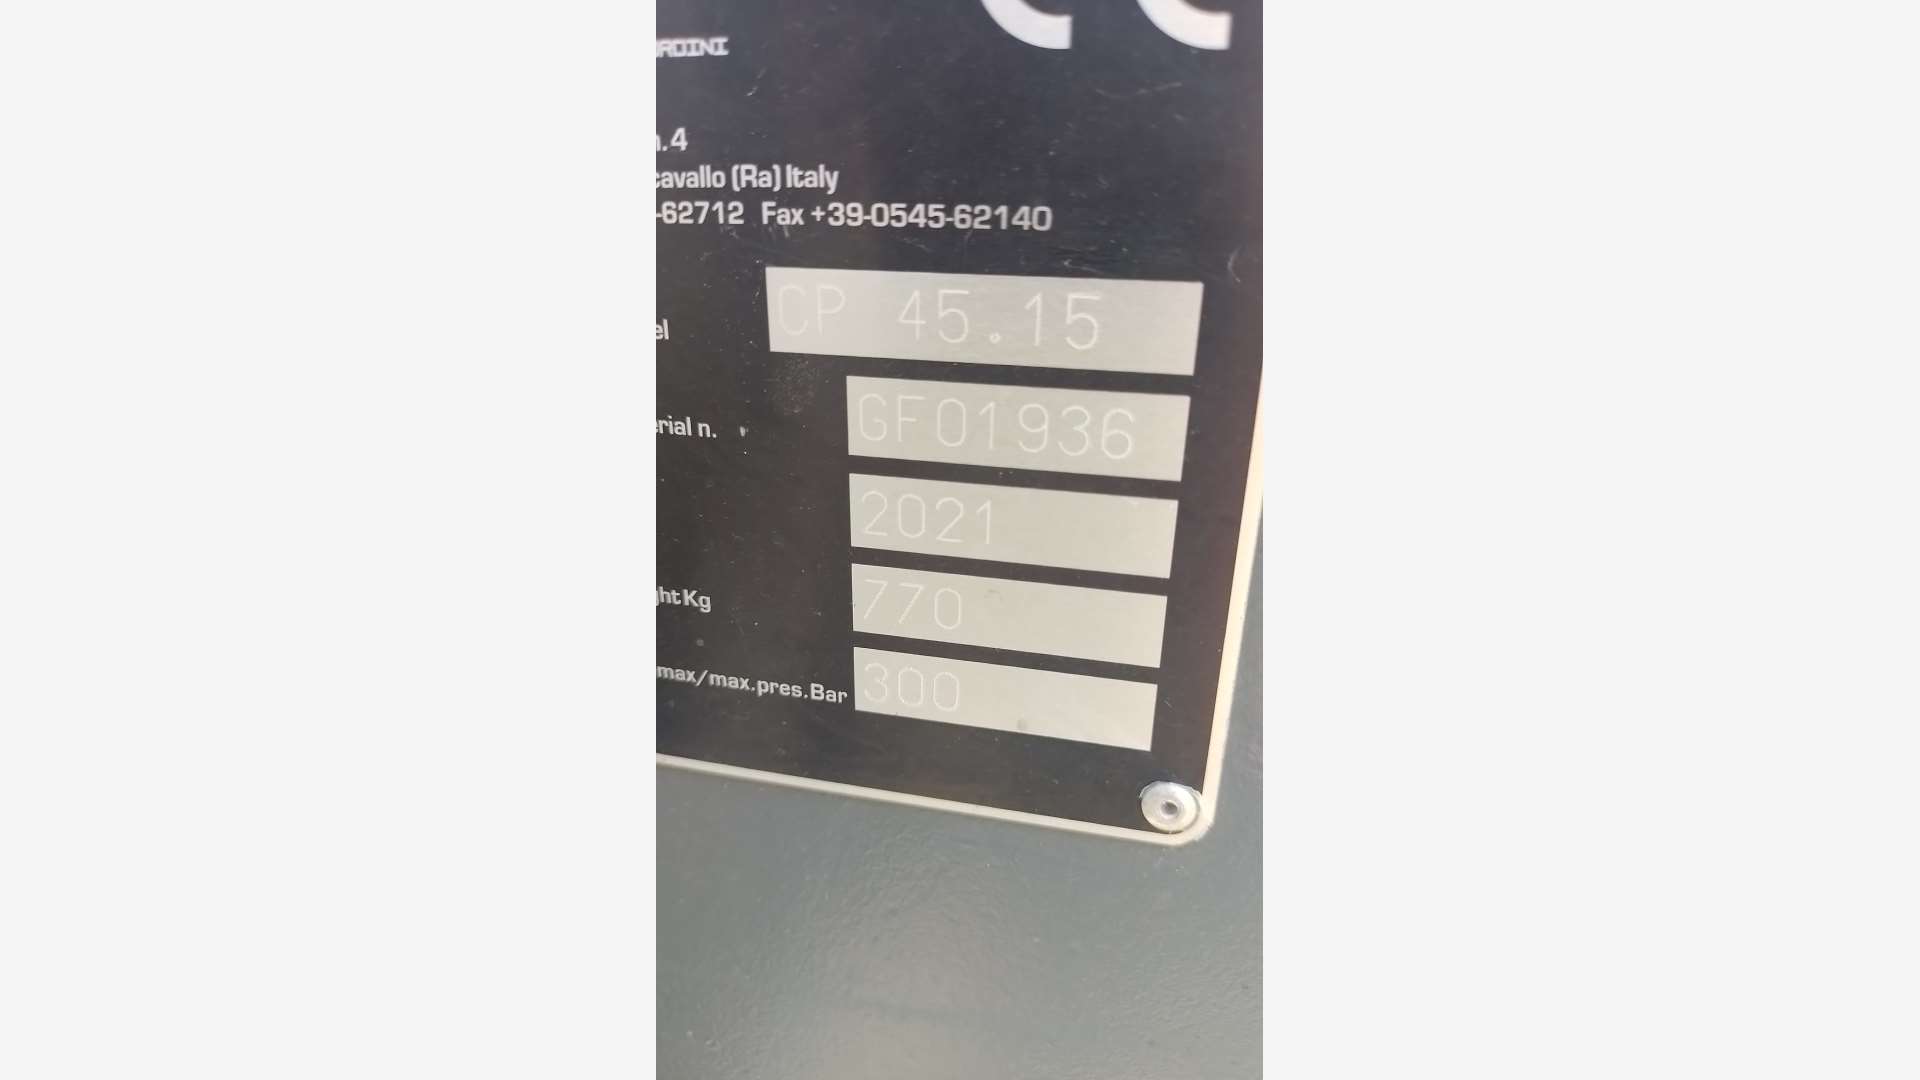 RDINI
n.4
cavallo (Ra) Italy
-62712 Fax +39-0545-62140
el CP 45.15
erial n. GF01936
2021
ght Kg 770
max/max.pres.Bar 300